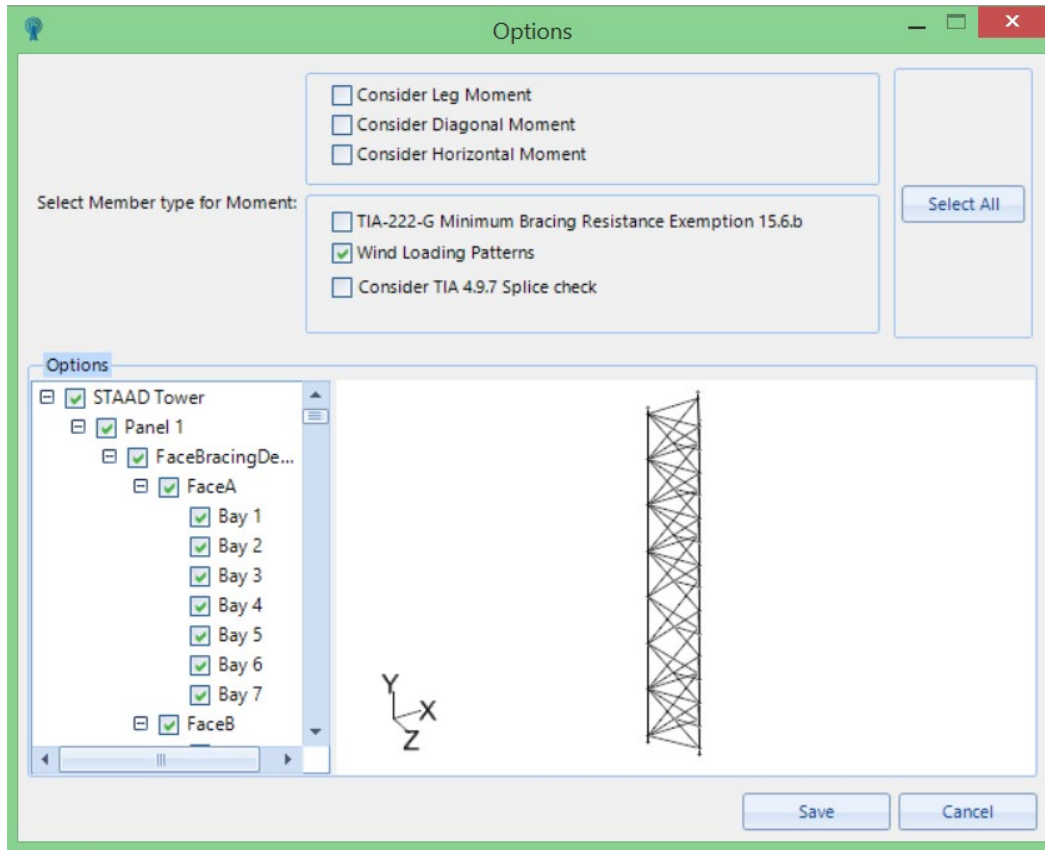 Options
Consider Leg Moment
Consider Diagonal Moment
Consider Horizontal Moment
Select Member type for Moment:
TIA-222-G Minimum Bracing Resistance Exemption 15.6.b
Wind Loading Patterns
Consider TIA 4.9.7 Splice check
Select All
Options
STAAD Tower
Panel 1
FaceBracingDe...
FaceA
Bay 1
Bay 2
Bay 3
Bay 4
Bay 5
Bay 6
Bay 7
FaceB
Y
X
Z
Save
Cancel